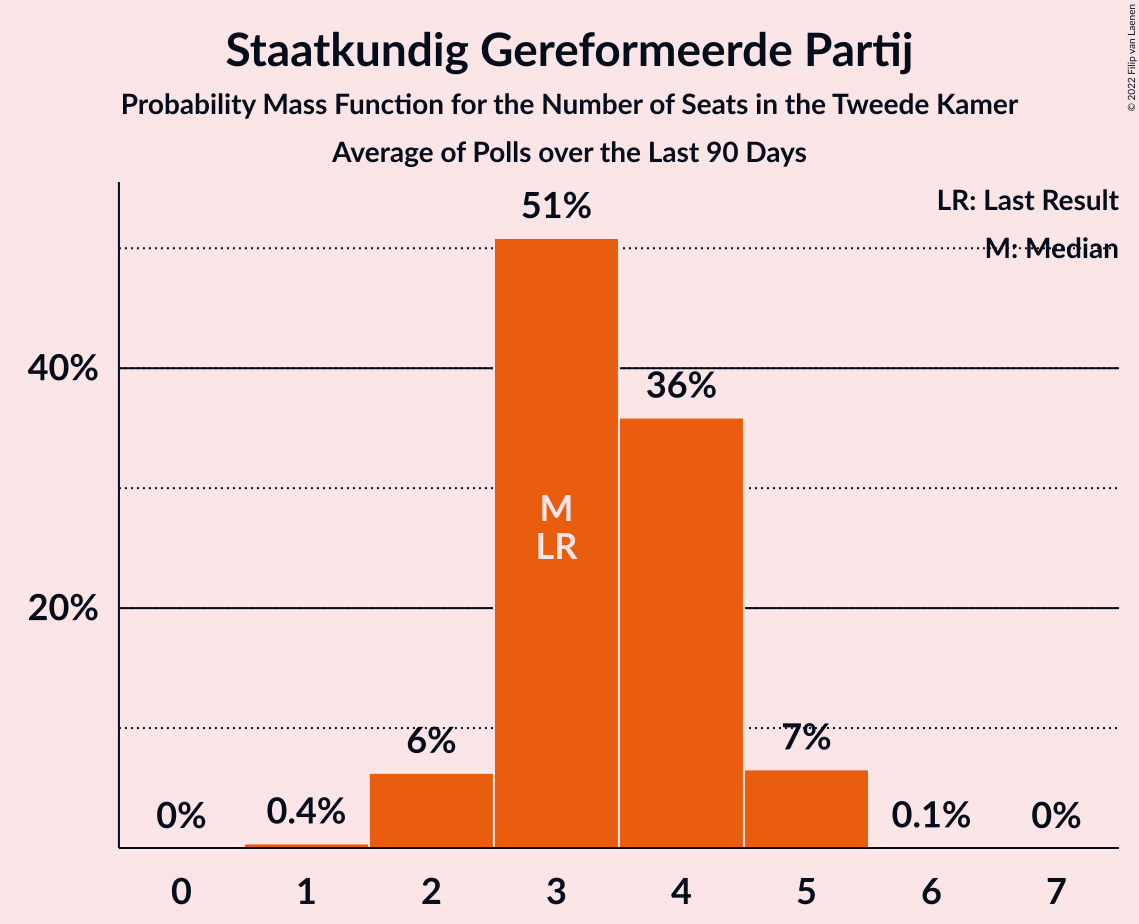 Staatkundig Gereformeerde Partij
Probability Mass Function for the Number of Seats in the Tweede Kamer
Average of Polls over the Last 90 Days
© 2022 Filip van Laenen
LR: Last Result
M: Median
51%
40%
36%
M
LR
20%
6%
7%
0%
0.4%
0.1%
0%
0 1 2 3 4 5 6 7